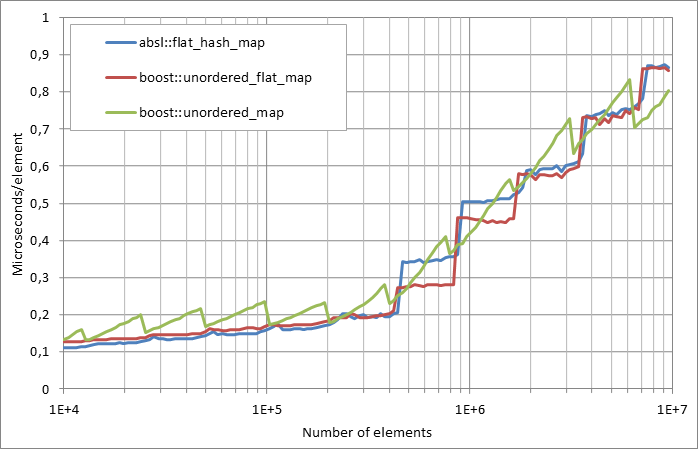 1
0,9
0,8
0,7
0,6
0,5
0,4
0,3
0,2
0,1
0
Microseconds/element
absl::flat_hash_map
boost::unordered_flat_map
boost::unordered_map
1E+4 1E+5 1E+6 1E+7
Number of elements